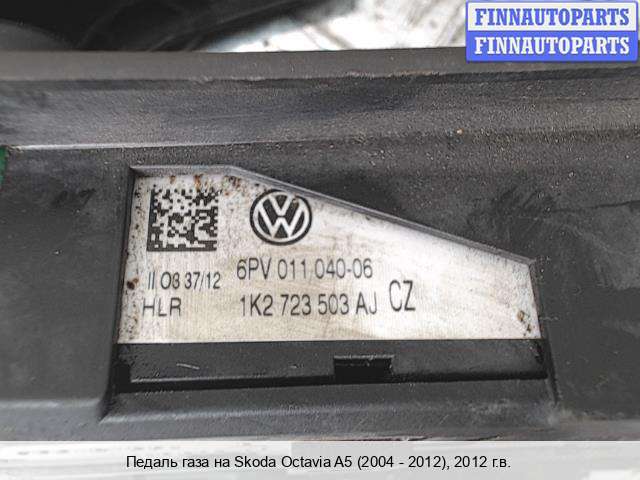 FINNAUTOPARTS
FINNAUTOPARTS
6PV 011 040-06
II 03 37/12
1K2 723 503 AJ CZ
HLR
Педаль газа на Skoda Octavia A5 (2004 - 2012), 2012 г.в.